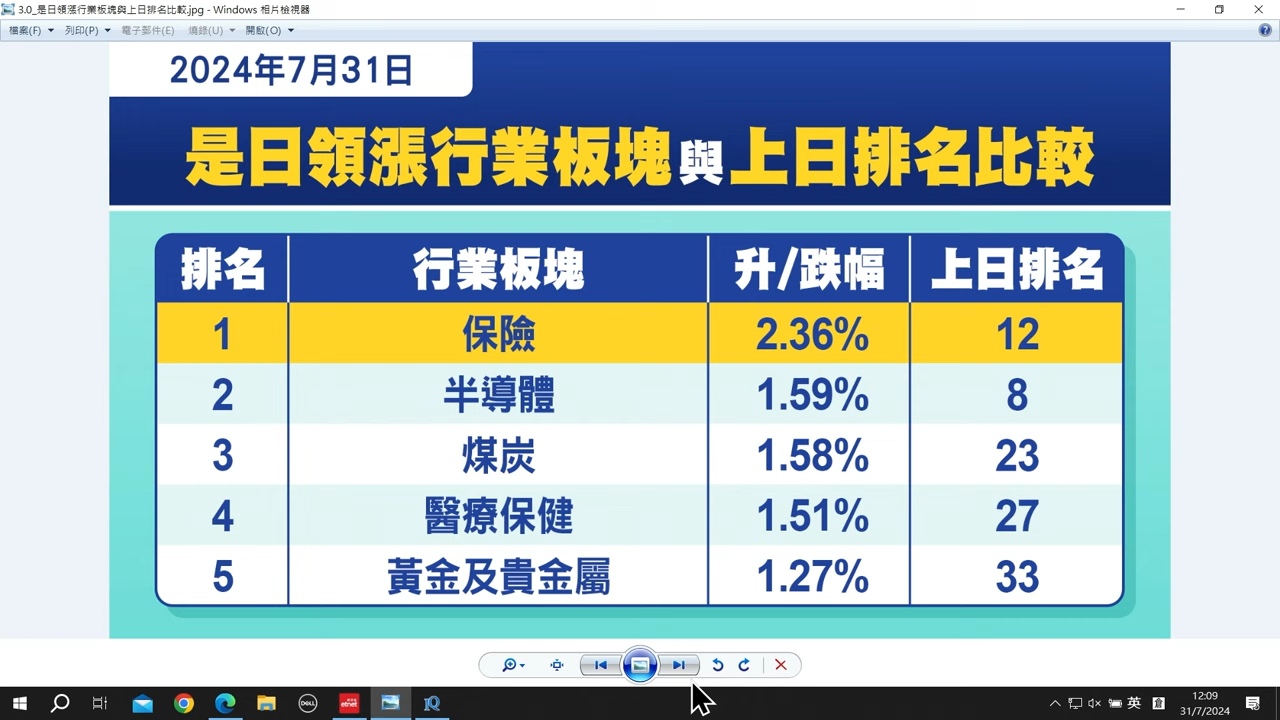 3.0_是日領漲行業板塊與上日排名比較.jpg - Windows 相片檢視器
檔案(F) 列印(P) 電子郵件(E) 燒錄(U) 開啟(O)
2024年7月31日
是日領漲行業板塊與上日排名比較
排名 行業板塊 升/跌幅 上日排名
1 保險 2.36% 12
2 半導體 1.59% 8
3 煤炭 1.58% 23
4 醫療保健 1.51% 27
5 黃金及貴金屬 1.27% 33
DELL etnet IQ 英 12:09
31/7/2024